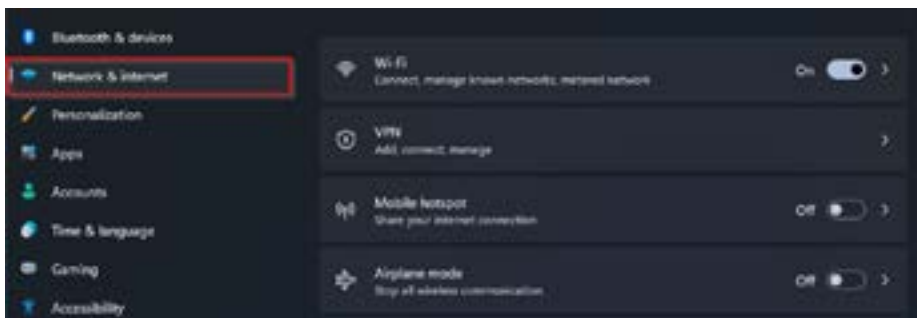 Bluetooth & devices
Network & internet
Personalization
Apps
Accounts
Time & language
Gaming
Accessibility
Wi-Fi
Connect, manage known networks, metered network
On
VPN
Add, connect, manage
Mobile hotspot
Share your internet connection
Off
Airplane mode
Stop all wireless communication
Off